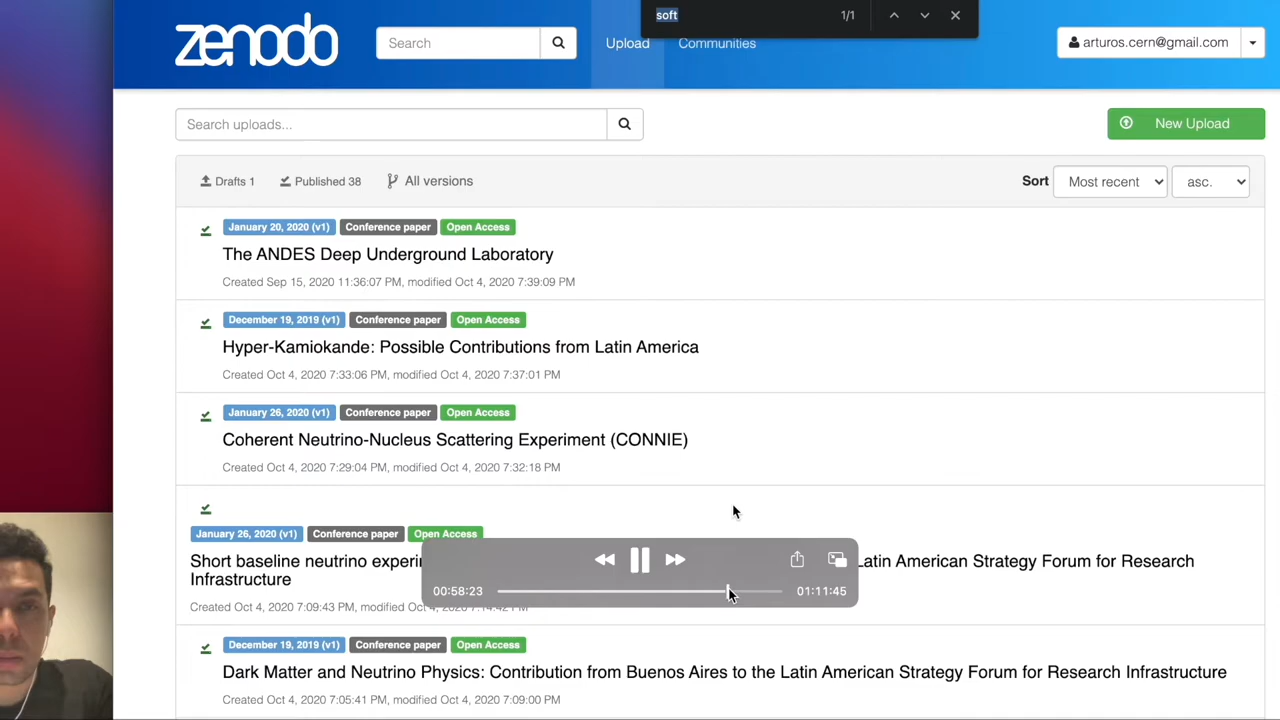 soft
1/1
zenodo
Search
Upload
Communities
arturos.cern@gmail.com
Search uploads...
New Upload
Drafts 1
Published 38
All versions
Sort
Most recent
asc.
January 20, 2020 (v1) Conference paper Open Access
The ANDES Deep Underground Laboratory
Created Sep 15, 2020 11:36:07 PM, modified Oct 4, 2020 7:39:09 PM
December 19, 2019 (v1) Conference paper Open Access
Hyper-Kamiokande: Possible Contributions from Latin America
Created Oct 4, 2020 7:33:06 PM, modified Oct 4, 2020 7:37:01 PM
January 26, 2020 (v1) Conference paper Open Access
Coherent Neutrino-Nucleus Scattering Experiment (CONNIE)
Created Oct 4, 2020 7:29:04 PM, modified Oct 4, 2020 7:32:18 PM
January 26, 2020 (v1) Conference paper Open Access
Short baseline neutrino Latin American Strategy Forum for Research
Infrastructure
00:58:23
01:11:45
Created Oct 4, 2020 7:09:43 PM, modified Oct 4, 2020 7:14:42 PM
December 19, 2019 (v1) Conference paper Open Access
Dark Matter and Neutrino Physics: Contribution from Buenos Aires to the Latin American Strategy Forum for Research Infrastructure
Created Oct 4, 2020 7:05:41 PM, modified Oct 4, 2020 7:09:00 PM